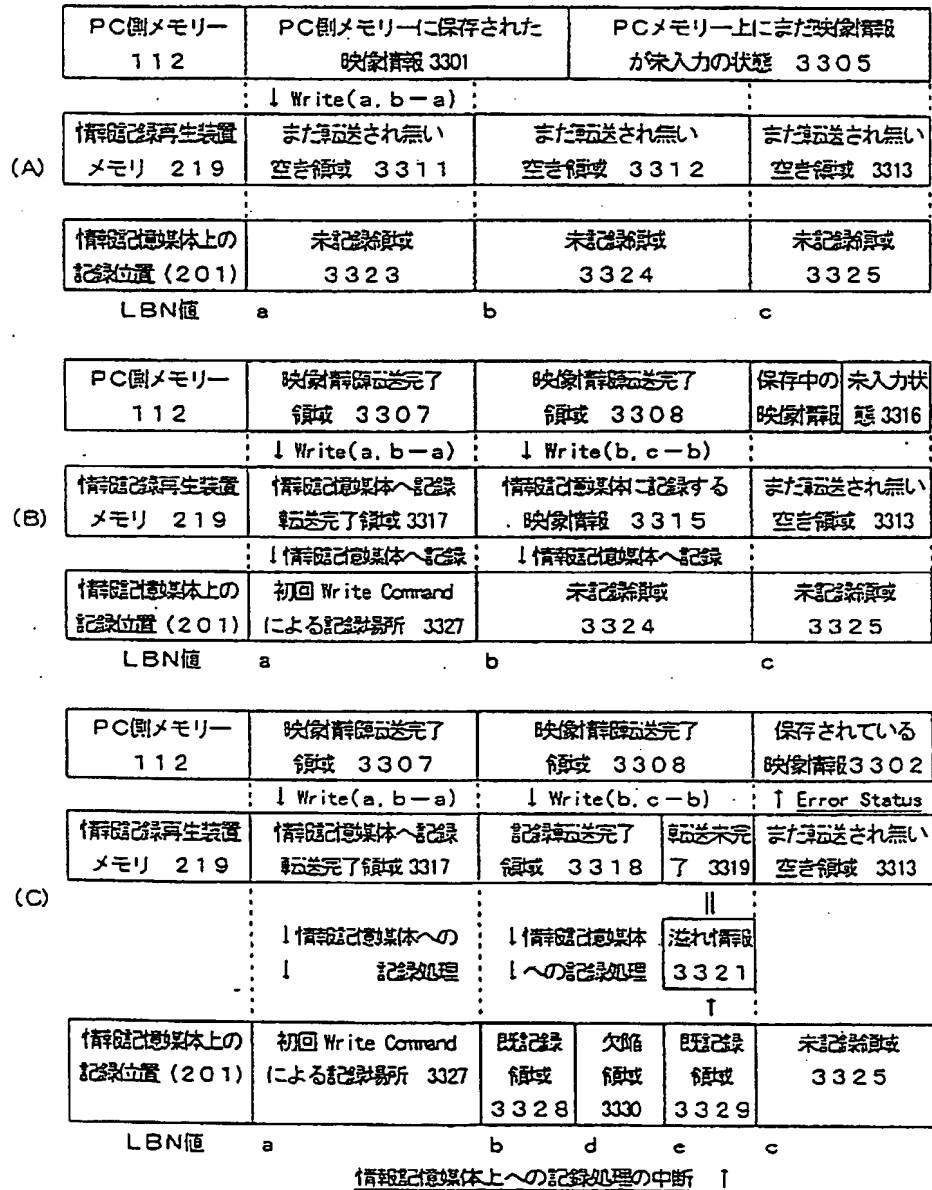 PC側メモリー
112
PC側メモリーに保存された
映像情報 3301
PCメモリー上にまだ映像情報
が未入力の状態 3305
↓ Write(a, b−a)
(A)
情報記録再生装置
メモリ 219
まだ転送され無い
空き領域 3311
まだ転送され無い
空き領域 3312
まだ転送され無い
空き領域 3313
情報記憶媒体上の
記録位置 (201)
未記録領域
3323
未記録領域
3324
未記録領域
3325
LBN値 a b c
PC側メモリー
112
映像情報転送完了
領域 3307
映像情報転送完了
領域 3308
保存中の
映像情報
未入力状
態 3316
↓ Write(a, b−a) ↓ Write(b, c−b)
(B)
情報記録再生装置
メモリ 219
情報記憶媒体へ記録
転送完了領域 3317
情報記憶媒体に記録する
映像情報 3315
まだ転送され無い
空き領域 3313
↓情報記憶媒体へ記録 ↓情報記憶媒体へ記録
情報記憶媒体上の
記録位置 (201)
初回 Write Command
による記録場所 3327
未記録領域
3324
未記録領域
3325
LBN値 a b c
PC側メモリー
112
映像情報転送完了
領域 3307
映像情報転送完了
領域 3308
保存されている
映像情報3302
↓ Write(a, b−a) ↓ Write(b, c−b) ↑ Error Status
(C)
情報記録再生装置
メモリ 219
情報記憶媒体へ記録
転送完了領域 3317
記録転送完了
領域 3318
転送未完
了 3319
まだ転送され無い
空き領域 3313
↓情報記憶媒体への
↓ 記録処理
↓情報記憶媒体
↓への記録処理
||
溢れ情報
3321
↑
情報記憶媒体上の
記録位置 (201)
初回 Write Command
による記録場所 3327
既記録
領域
3328
欠陥
領域
3330
既記録
領域
3329
未記録領域
3325
LBN値 a b d e c
情報記憶媒体上への記録処理の中断 ↑